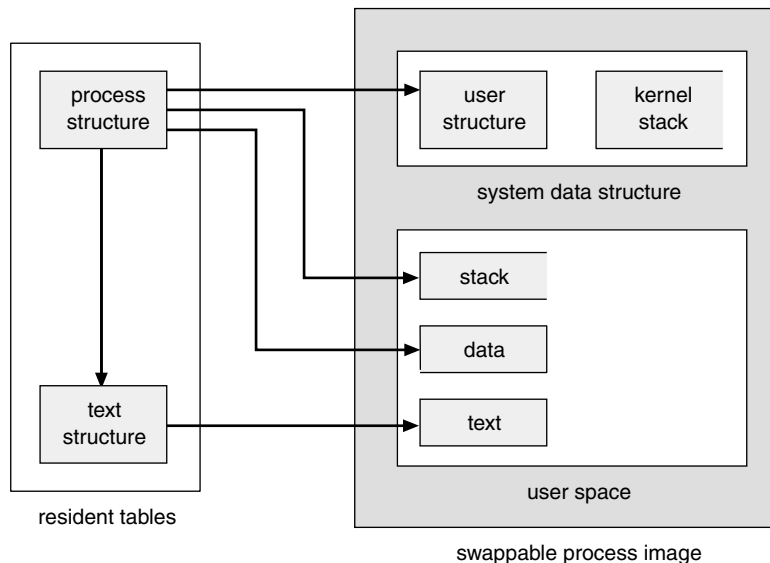 process
structure
text
structure
resident tables
user
structure
kernel
stack
system data structure
stack
data
text
user space
swappable process image